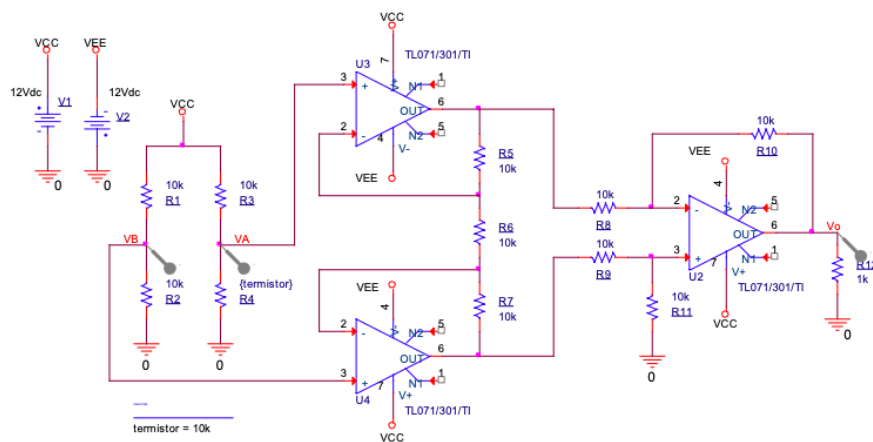 VCC
VEE
12Vdc
V1
12Vdc
V2
0
0
VCC
10k
R1
10k
R3
VB
VA
10k
R2
{termistor}
R4
0
0
termistor = 10k
VCC
U3
TL071/301/TI
3
+
7
V+
N1
1
OUT
6
2
-
4
N2
5
V-
VEE
R5
10k
R6
10k
R7
10k
VEE
4
V-
2
-
N2
5
OUT
6
3
+
7
N1
1
U4
V+
TL071/301/TI
VCC
10k
R8
10k
R9
10k
R11
0
10k
R10
VEE
4
V-
2
-
N2
5
OUT
6
3
+
7
N1
1
U2
V+
TL071/301/TI
VCC
Vo
R12
1k
0